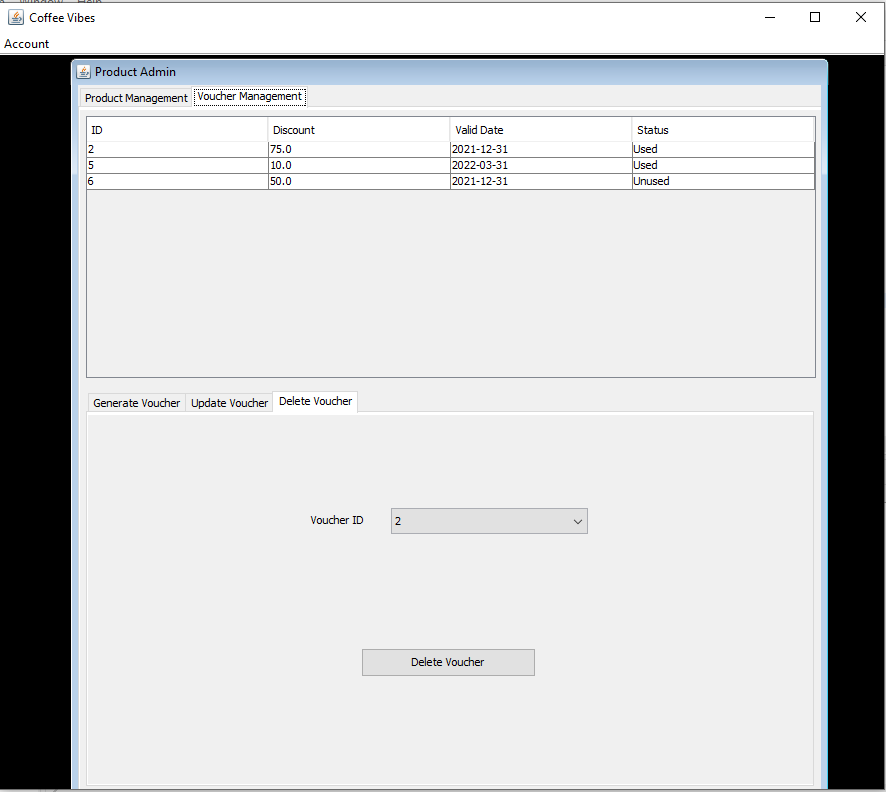 Window Help
Coffee Vibes
Account
Product Admin
Product Management Voucher Management
ID Discount Valid Date Status
2 75.0 2021-12-31 Used
5 10.0 2022-03-31 Used
6 50.0 2021-12-31 Unused
Generate Voucher Update Voucher Delete Voucher
Voucher ID 2
Delete Voucher